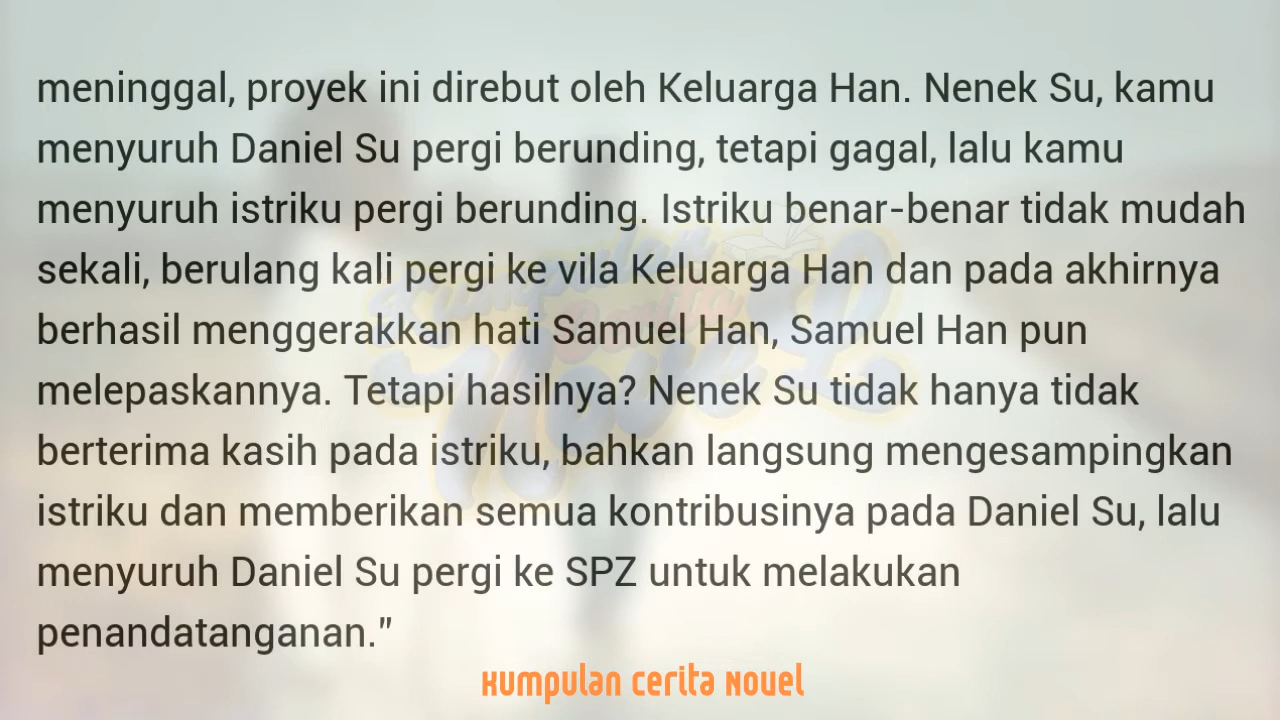 meninggal, proyek ini direbut oleh Keluarga Han. Nenek Su, kamu
menyuruh Daniel Su pergi berunding, tetapi gagal, lalu kamu
menyuruh istriku pergi berunding. Istriku benar-benar tidak mudah
sekali, berulang kali pergi ke vila Keluarga Han dan pada akhirnya
berhasil menggerakkan hati Samuel Han, Samuel Han pun
melepaskannya. Tetapi hasilnya? Nenek Su tidak hanya tidak
berterima kasih pada istriku, bahkan langsung mengesampingkan
istriku dan memberikan semua kontribusinya pada Daniel Su, lalu
menyuruh Daniel Su pergi ke SPZ untuk melakukan
penandatanganan."
Kumpulan Cerita Novel
Kumpulan
Cerita
Novel